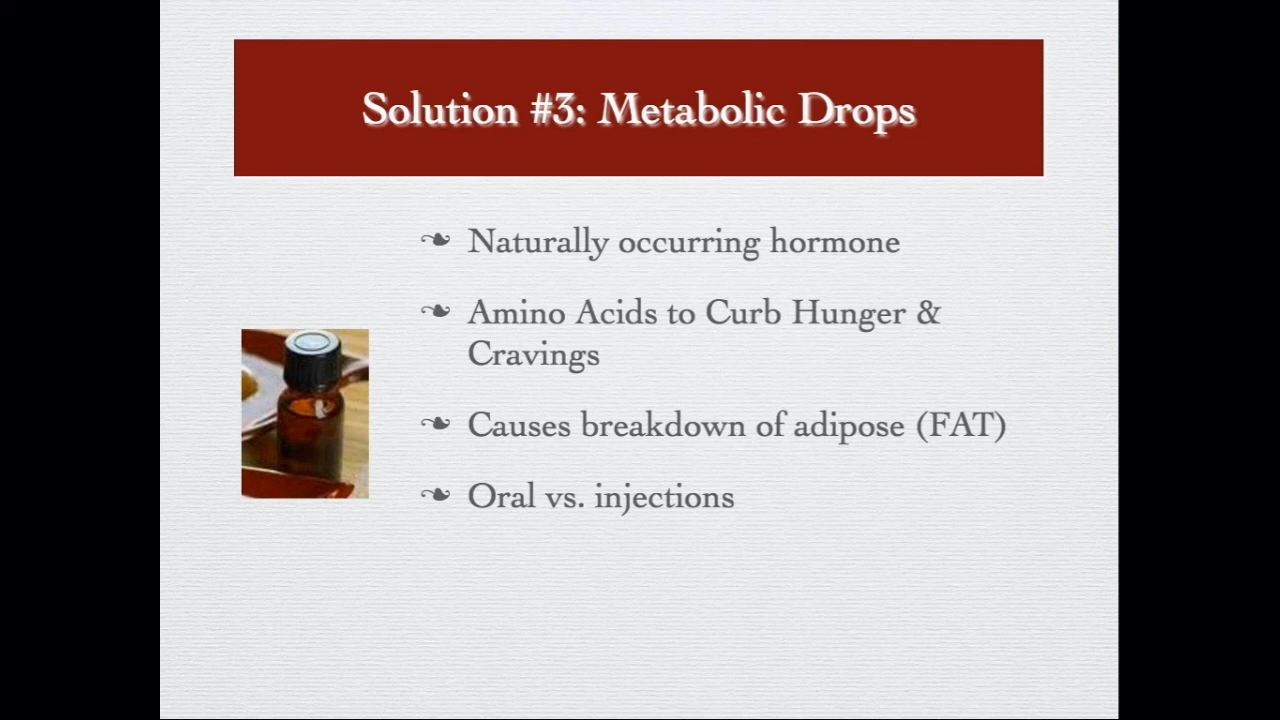 Solution #3: Metabolic Drops
Naturally occurring hormone
Amino Acids to Curb Hunger &
Cravings
Causes breakdown of adipose (FAT)
Oral vs. injections